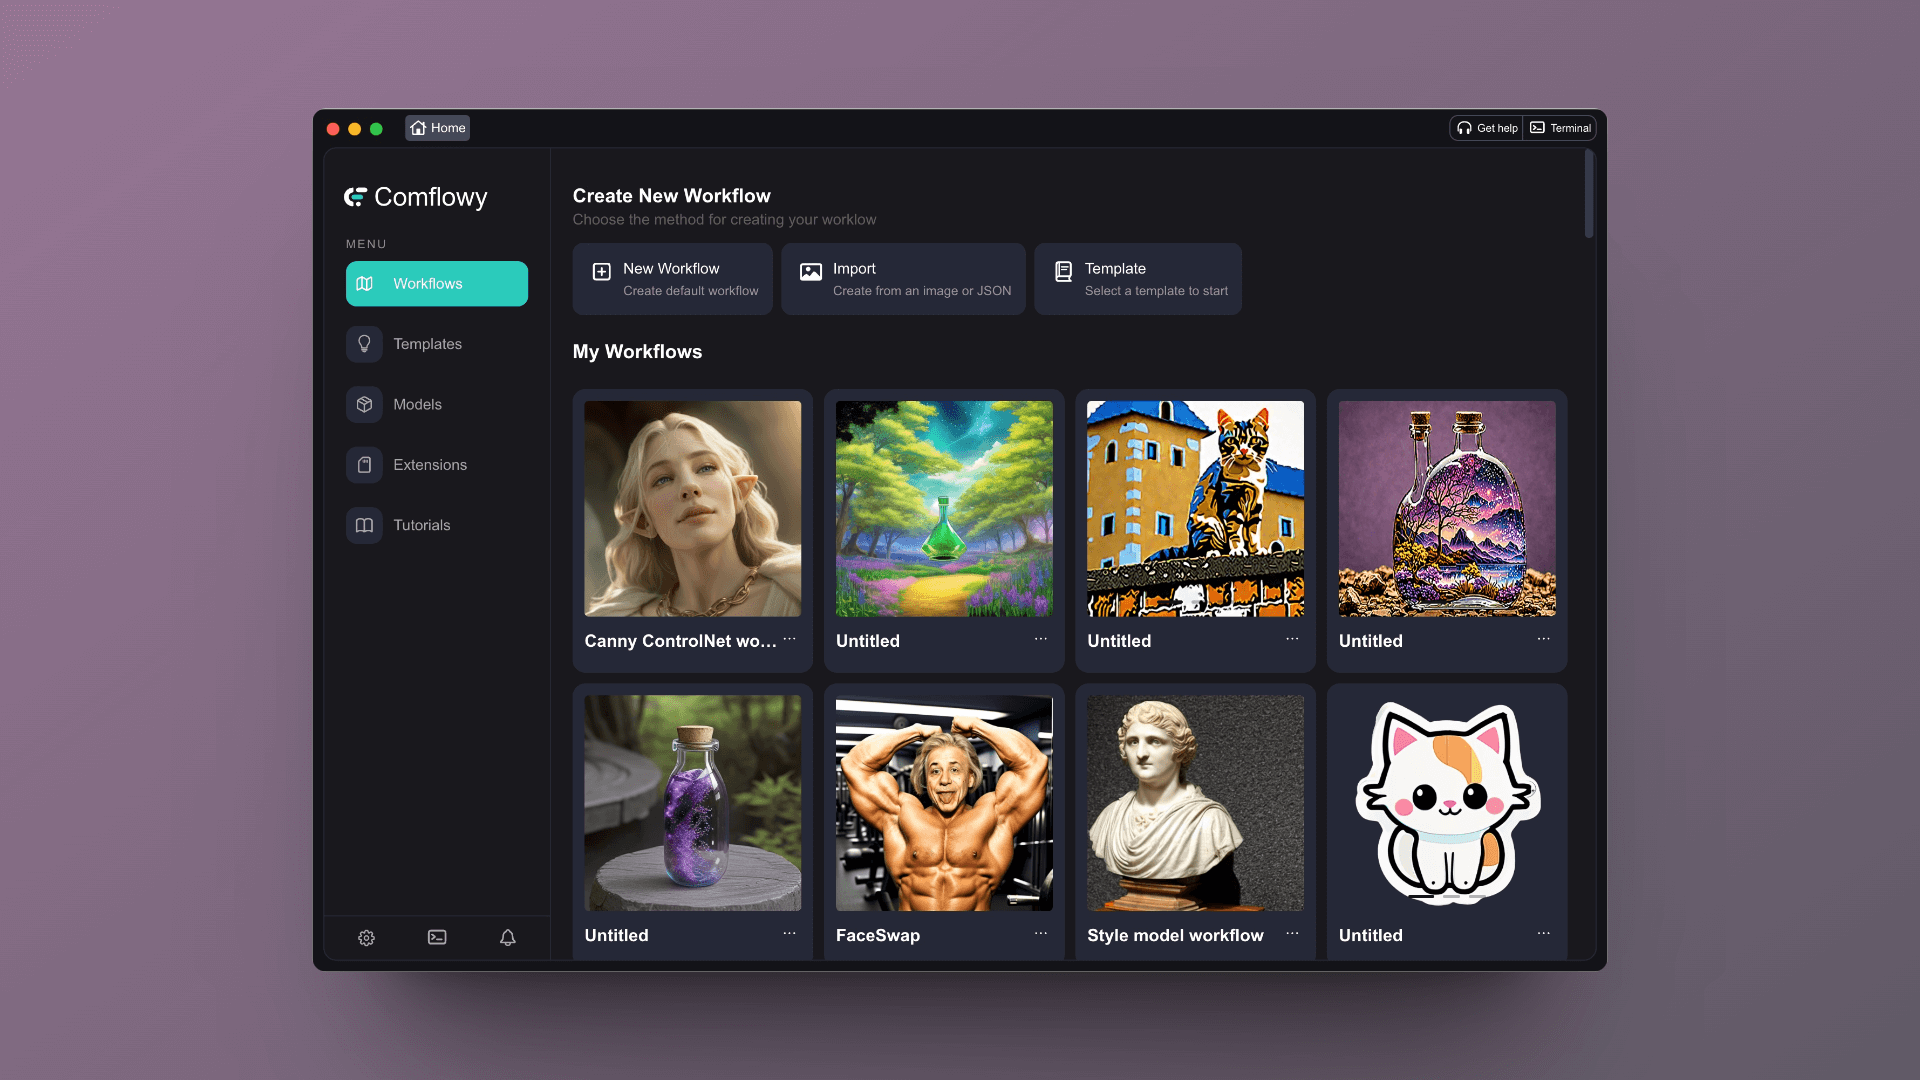 Home
Get help
Terminal
Comflowy
MENU
Workflows
Templates
Models
Extensions
Tutorials
Create New Workflow
Choose the method for creating your worklow
New Workflow
Create default workflow
Import
Create from an image or JSON
Template
Select a template to start
My Workflows
Canny ControlNet wo...
Untitled
Untitled
Untitled
Untitled
FaceSwap
Style model workflow
Untitled